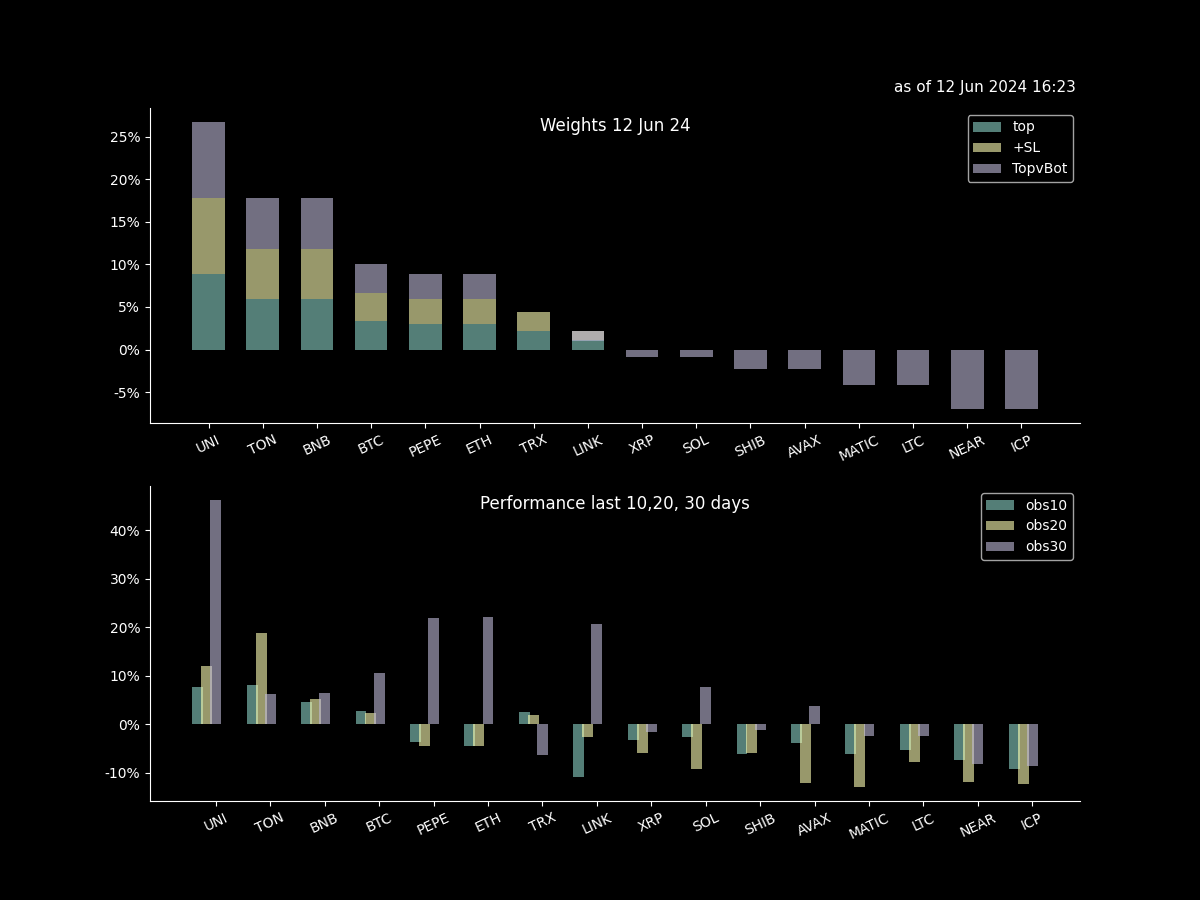 as of 12 Jun 2024 16:23
Weights 12 Jun 24
top
+SL
TopvBot
25%
20%
15%
10%
5%
0%
-5%
UNI TON BNB BTC PEPE ETH TRX LINK XRP SOL SHIB AVAX MATIC LTC NEAR ICP
Performance last 10,20, 30 days
obs10
obs20
obs30
40%
30%
20%
10%
0%
-10%
UNI TON BNB BTC PEPE ETH TRX LINK XRP SOL SHIB AVAX MATIC LTC NEAR ICP